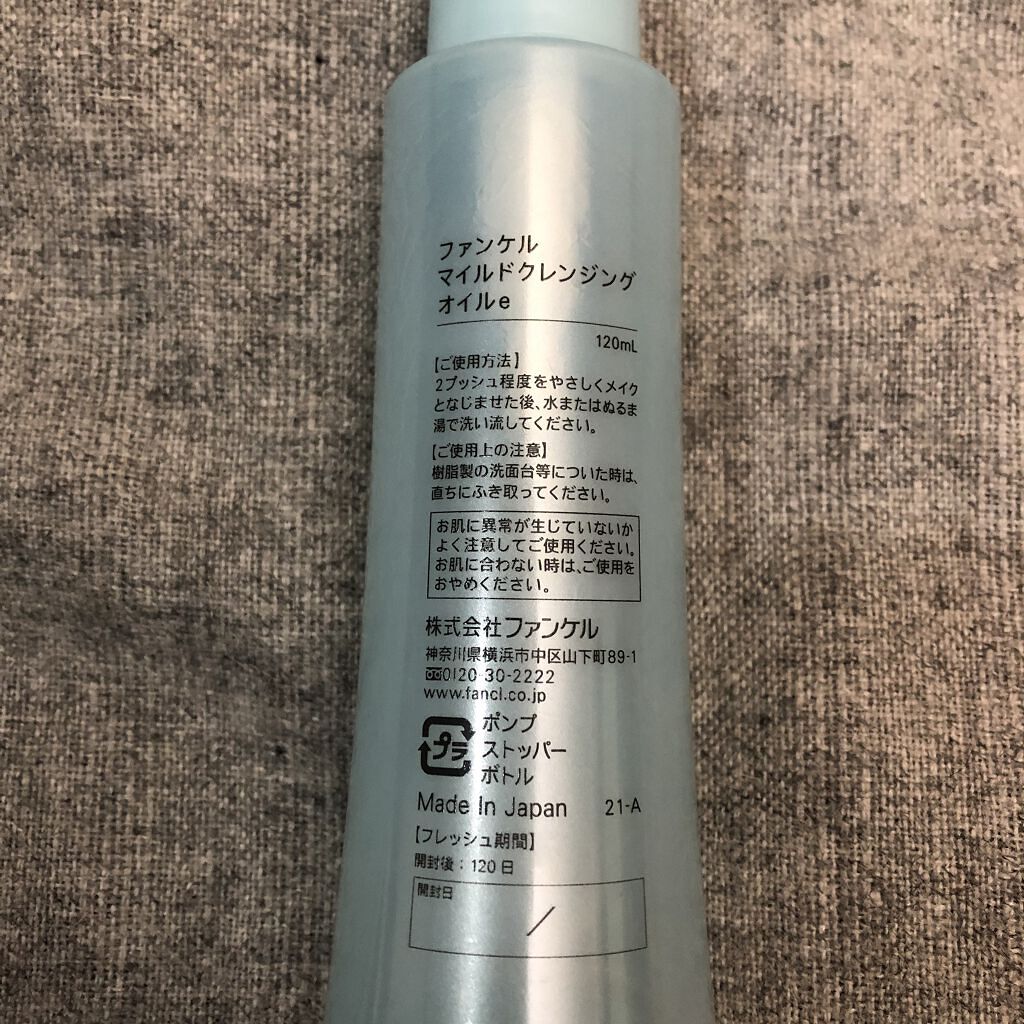 ファンケル
マイルドクレンジング
オイルe
120mL
【ご使用方法】
2プッシュ程度をやさしくメイク
となじませた後、水またはぬるま
湯で洗い流してください。
【ご使用上の注意】
樹脂製の洗面台等についた時は、
直ちにふき取ってください。
お肌に異常が生じていないか
よく注意してご使用ください。
お肌に合わない時は、ご使用を
おやめください。
株式会社ファンケル
神奈川県横浜市中区山下町89-1
0120-30-2222
www.fancl.co.jp
プラ
ポンプ
ストッパー
ボトル
Made In Japan 21-A
【フレッシュ期間】
開封後：120日
開封日
/